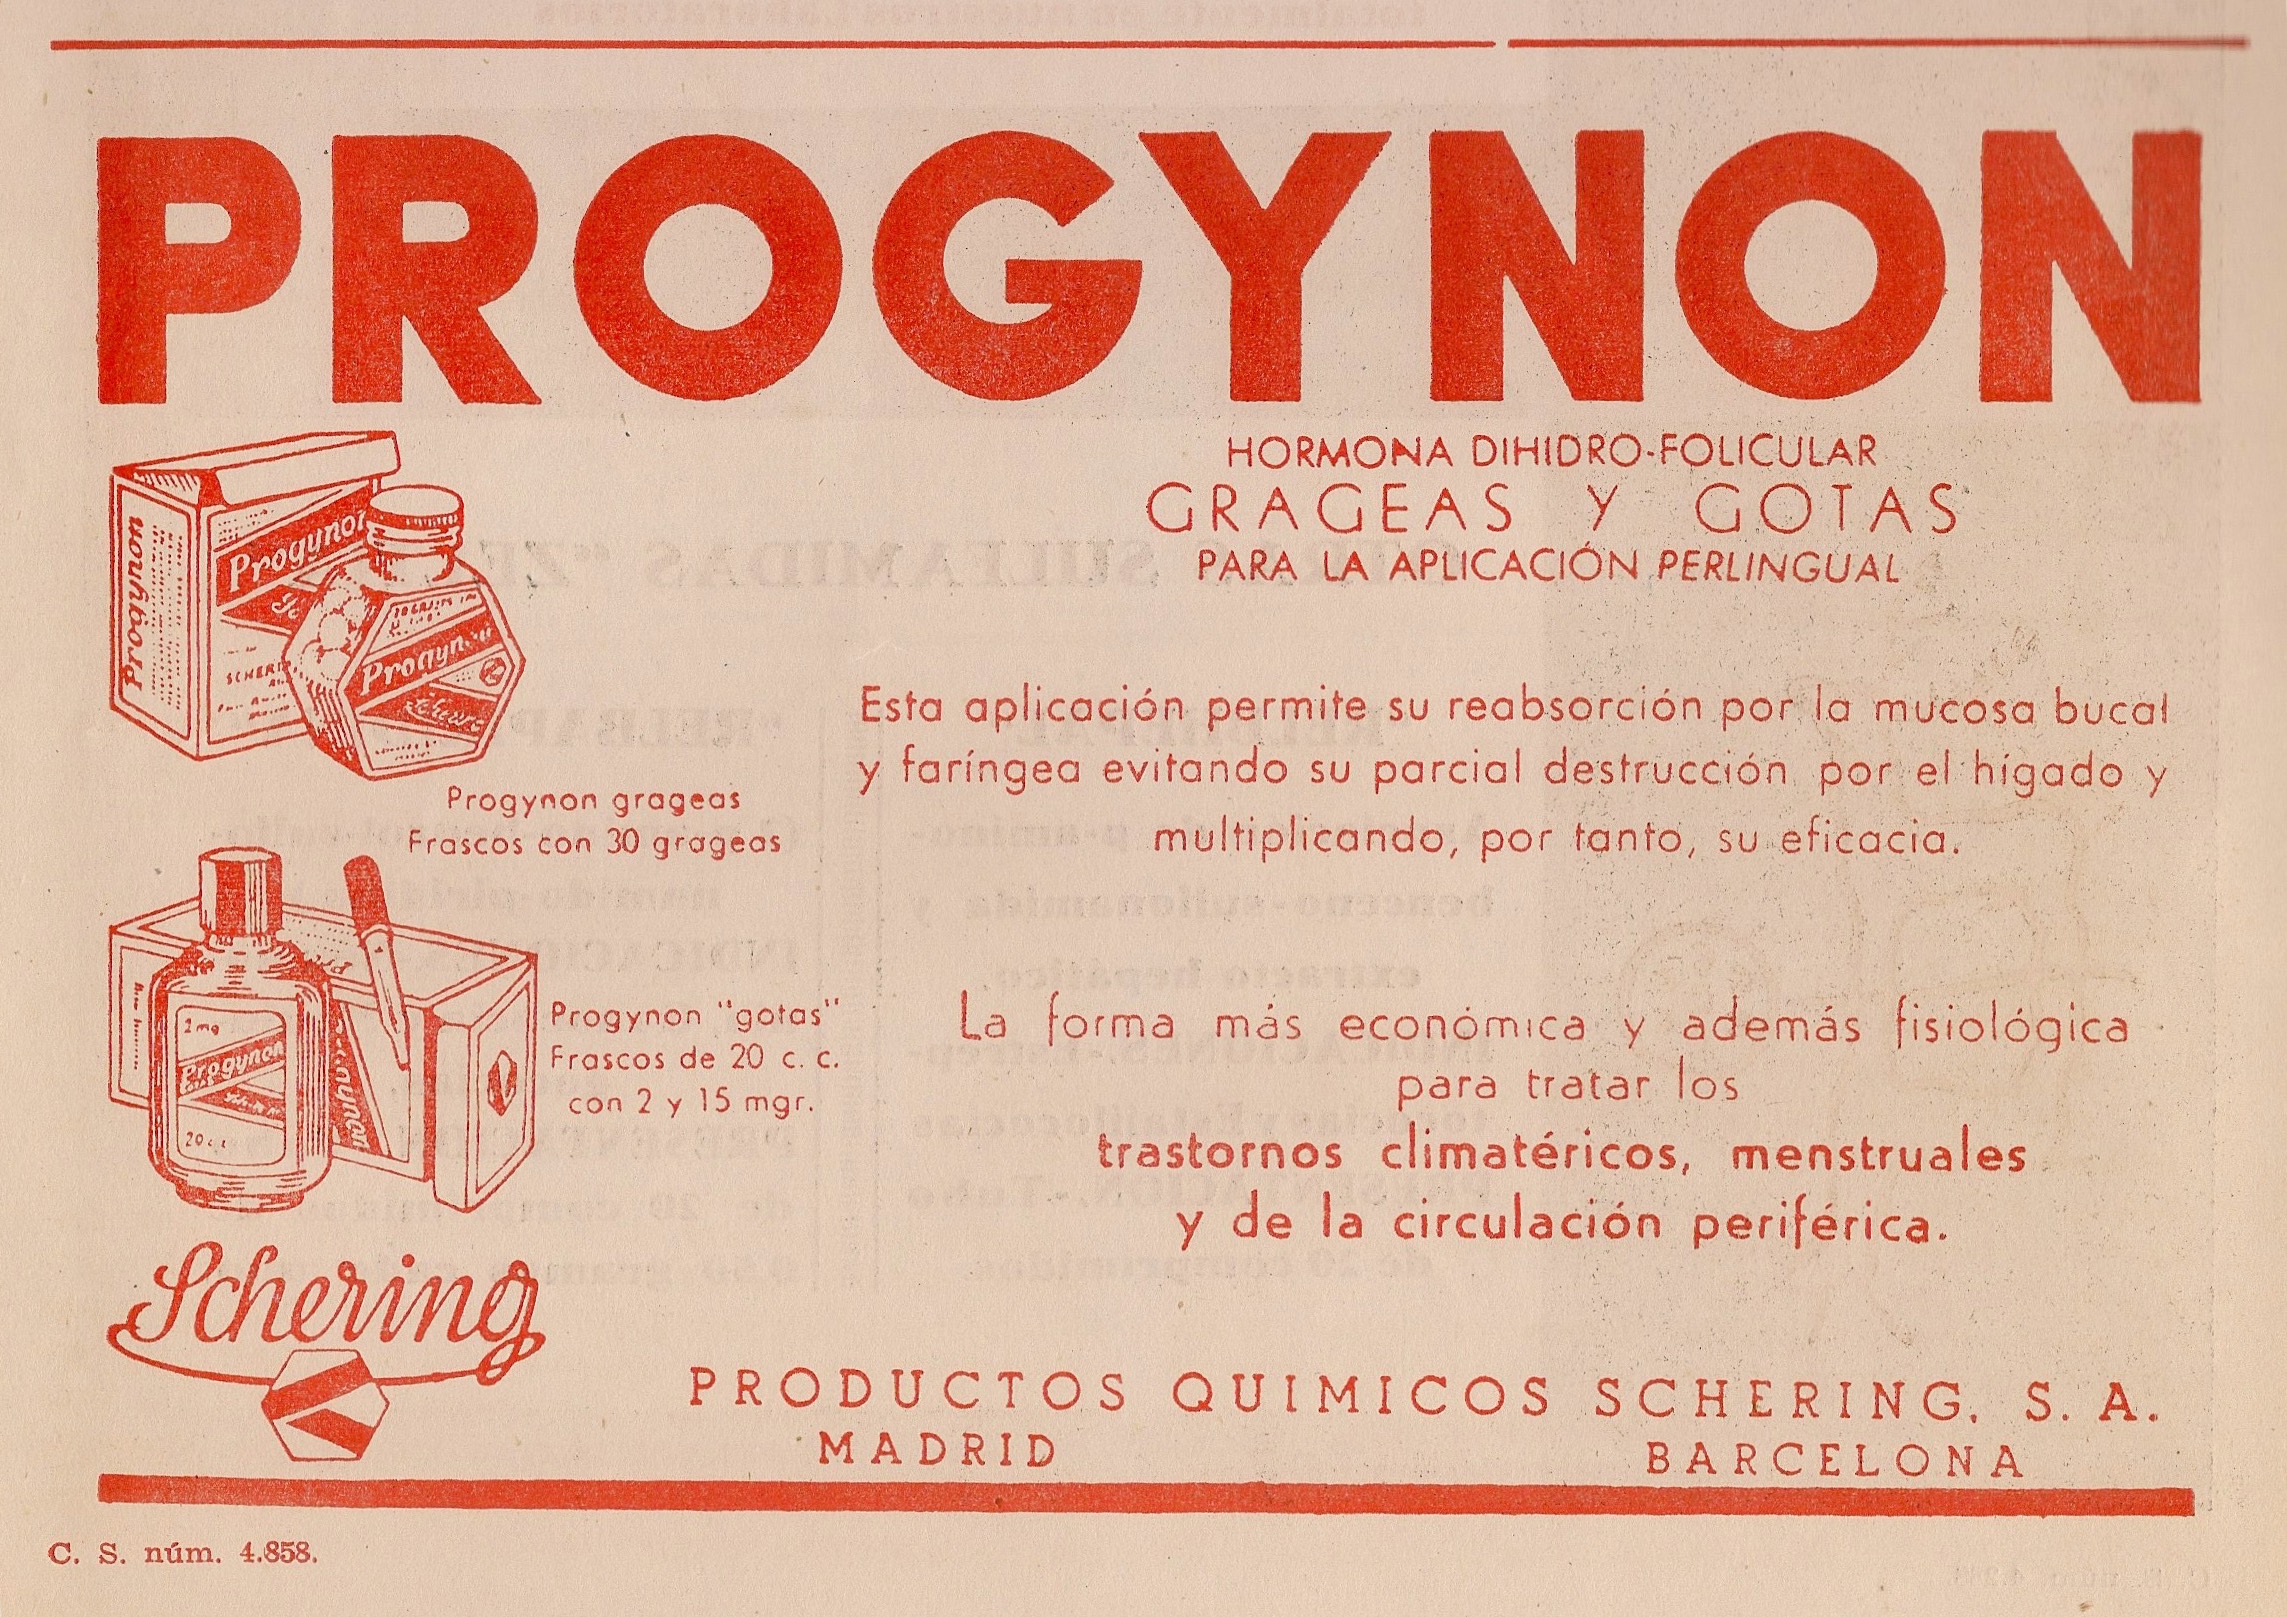 PROGYNON
HORMONA DIHIDRO-FOLICULAR
GRAGEAS Y GOTAS
PARA LA APLICACIÓN PERLINGUAL
Progynon
Progynon
Progynon
Schering
Progynon grageas
Frascos con 30 grageas
Esta aplicación permite su reabsorción por la mucosa bucal
y faríngea evitando su parcial destrucción por el hígado y
multiplicando, por tanto, su eficacia.
Progynon
20 c.c.
Progynon "gotas"
Frascos de 20 c. c.
con 2 y 15 mgr.
La forma más económica y además fisiológica
para tratar los
trastornos climatéricos, menstruales
y de la circulación periférica.
Schering
PRODUCTOS QUIMICOS SCHERING, S. A.
MADRID BARCELONA
C. S. núm. 4.858.